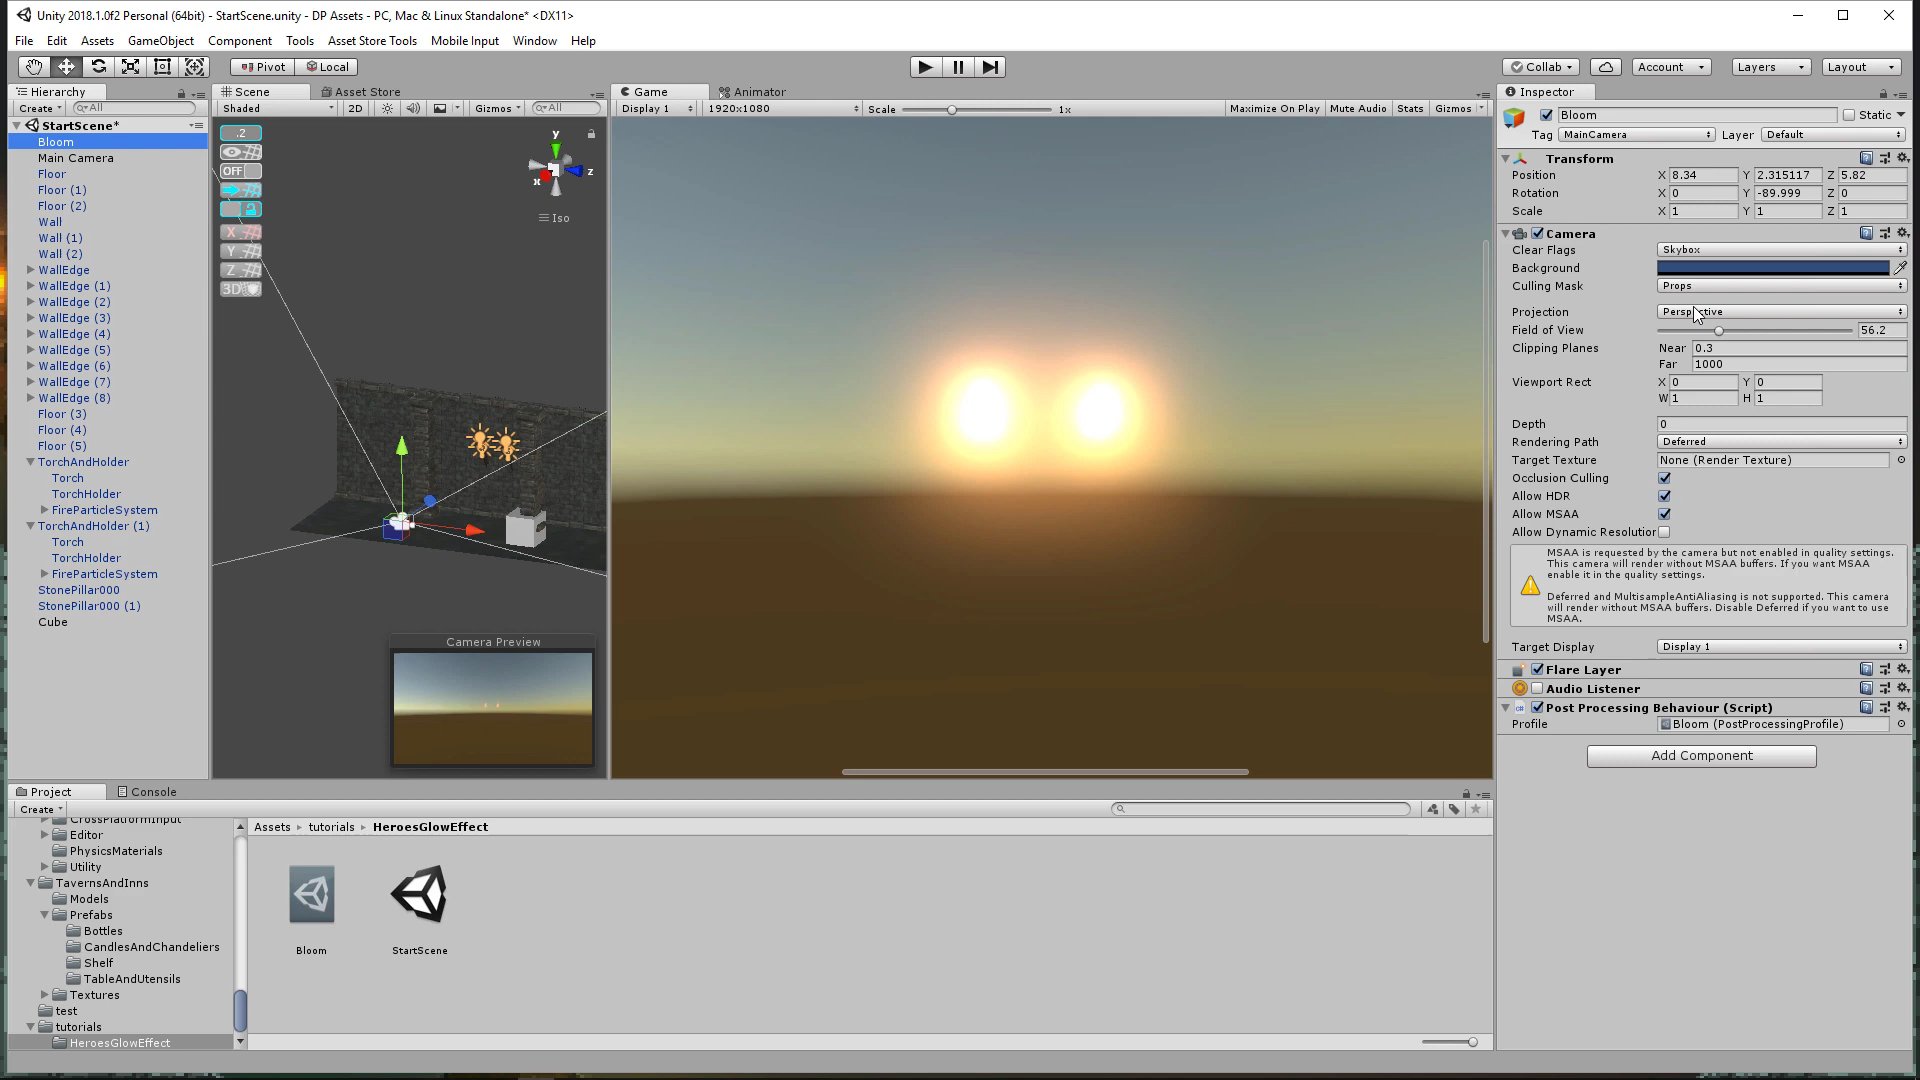 Unity 2018.1.0f2 Personal (64bit) - StartScene.unity - DP Assets - PC, Mac & Linux Standalone* <DX11>
File Edit Assets GameObject Component Tools Asset Store Tools Mobile Input Window Help
Pivot Local Collab Account Layers Layout
Hierarchy
Create All
StartScene*
Bloom
Main Camera
Floor
Floor (1)
Floor (2)
Wall
Wall (1)
Wall (2)
WallEdge
WallEdge (1)
WallEdge (2)
WallEdge (3)
WallEdge (4)
WallEdge (5)
WallEdge (6)
WallEdge (7)
WallEdge (8)
Floor (3)
Floor (4)
Floor (5)
TorchAndHolder
Torch
TorchHolder
FireParticleSystem
TorchAndHolder (1)
Torch
TorchHolder
FireParticleSystem
StonePillar000
StonePillar000 (1)
Cube
Scene Asset Store
Shaded 2D Gizmos All
.2
OFF
X
Y
Z
3D
y
x z
Iso
Camera Preview
Game Animator
Display 1 1920x1080 Scale 1x Maximize On Play Mute Audio Stats Gizmos
Inspector
Bloom Static
Tag MainCamera Layer Default
Transform
Position X 8.34 Y 2.315117 Z 5.82
Rotation X 0 Y -89.999 Z 0
Scale X 1 Y 1 Z 1
Camera
Clear Flags Skybox
Background
Culling Mask Props
Projection Perspective
Field of View 56.2
Clipping Planes Near 0.3
Far 1000
Viewport Rect X 0 Y 0
W 1 H 1
Depth 0
Rendering Path Deferred
Target Texture None (Render Texture)
Occlusion Culling
Allow HDR
Allow MSAA
Allow Dynamic Resolution
MSAA is requested by the camera but not enabled in quality settings.
This camera will render without MSAA buffers. If you want MSAA
enable it in the quality settings.
Deferred and MultisampleAntiAliasing is not supported. This camera
will render without MSAA buffers. Disable Deferred if you want to use
MSAA.
Target Display Display 1
Flare Layer
Audio Listener
Post Processing Behaviour (Script)
Profile Bloom (PostProcessingProfile)
Add Component
Project Console
Create
CrossPlatformInput
Editor
PhysicsMaterials
Utility
TavernsAndInns
Models
Prefabs
Bottles
CandlesAndChandeliers
Shelf
TableAndUtensils
Textures
test
tutorials
HeroesGlowEffect
Assets tutorials HeroesGlowEffect
Bloom StartScene